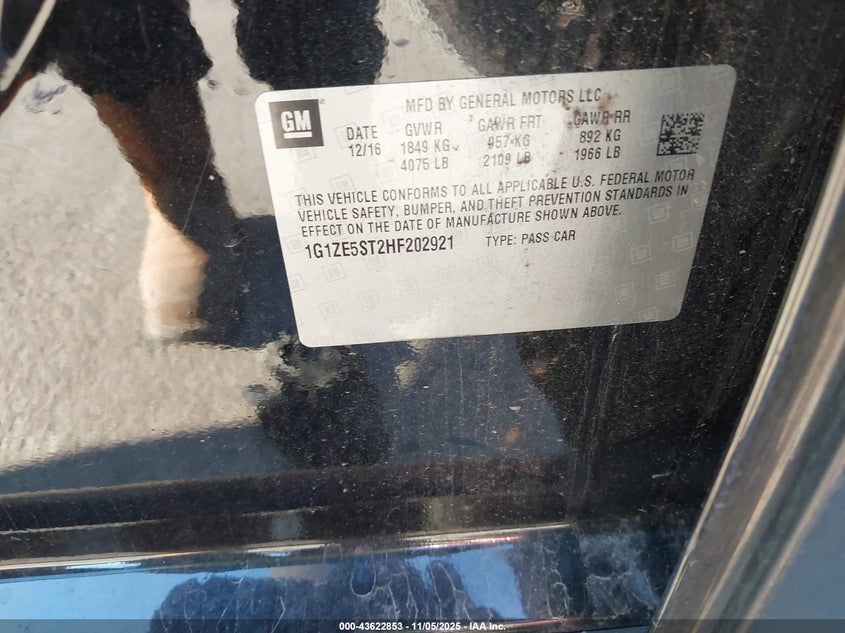 GM
MFD BY GENERAL MOTORS LLC
DATE GVWR GAWR FRT GAWR RR
12/16 1849 KG 957 KG 892 KG
4075 LB 2109 LB 1966 LB
THIS VEHICLE CONFORMS TO ALL APPLICABLE U.S. FEDERAL MOTOR
VEHICLE SAFETY, BUMPER, AND THEFT PREVENTION STANDARDS IN
EFFECT ON THE DATE OF MANUFACTURE SHOWN ABOVE.
1G1ZE5ST2HF202921 TYPE: PASS CAR
000-43622853 - 11/05/2025 - IAA Inc.